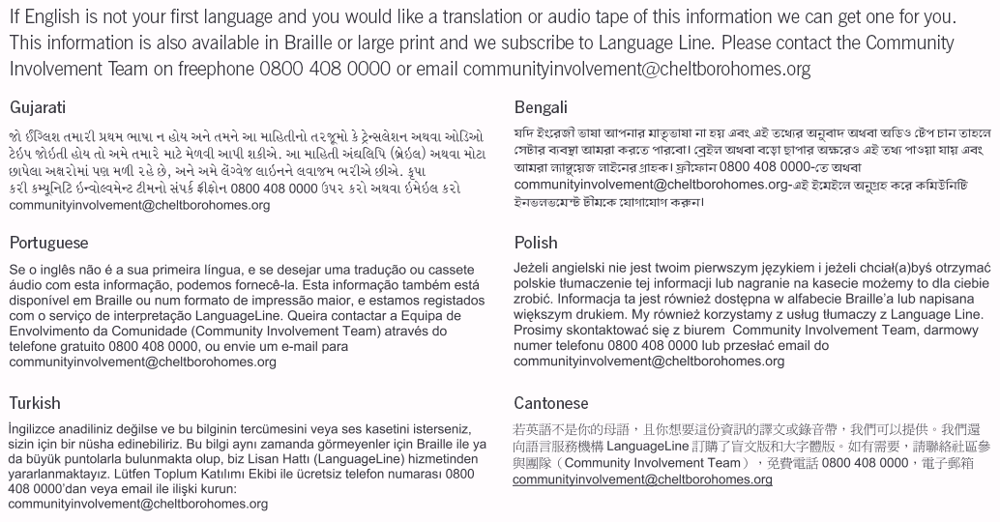 If English is not your first language and you would like a translation or audio tape of this information we can get one for you.
This information is also available in Braille or large print and we subscribe to Language Line. Please contact the Community
Involvement Team on freephone 0800 408 0000 or email communityinvolvement@cheltborohomes.org
Gujarati
જો ઈંગ્લિશ તમારી પ્રથમ ભાષા ન હોય અને તમને આ માહિતીનો તરજૂમો કે ટ્રેન્સલેશન અથવા ઓડિઓ
ટેઇપ જોઇતી હોય તો અમે તમારે માટે મેળવી આપી શકીએ. આ માહિતી અંઘલિપિ (બ્રેઇલ) અથવા મોટા
છાપેલા અક્ષરોમાં પણ મળી રહે છે, અને અમે લેંગ્વેજ લાઇનને લવાજમ ભરીએ છીએ. કૃપા
કરી કમ્યૂનિટિ ઇન્વોલ્વમેન્ટ ટીમનો સંપર્ક ફ્રીફોન 0800 408 0000 ઉપર કરો અથવા ઇમેઇલ કરો
communityinvolvement@cheltborohomes.org
Bengali
যদি ইংরেজী ভাষা আপনার মাতৃভাষা না হয় এবং এই তথ্যের অনুবাদ অথবা অডিও টেপ চান তাহলে
সেটার ব্যবস্থা আমরা করতে পারবো। ব্রেইল অথবা বড়ো ছাপার অক্ষরেও এই তথ্য পাওয়া যায় এবং
আমরা ল্যাঙ্গুয়েজ লাইনের গ্রাহক। ফ্রীফোন 0800 408 0000-তে অথবা
communityinvolvement@cheltborohomes.org-এই ইমেইলে অনুগ্রহ করে কমিউনিটি
ইনভলভমেন্ট টীমকে যোগাযোগ করুন।
Portuguese
Se o inglês não é a sua primeira língua, e se desejar uma tradução ou cassete
áudio com esta informação, podemos fornecê-la. Esta informação também está
disponível em Braille ou num formato de impressão maior, e estamos registados
com o serviço de interpretação LanguageLine. Queira contactar a Equipa de
Envolvimento da Comunidade (Community Involvement Team) através do
telefone gratuito 0800 408 0000, ou envie um e-mail para
communityinvolvement@cheltborohomes.org
Polish
Jeżeli angielski nie jest twoim pierwszym językiem i jeżeli chciał(a)byś otrzymać
polskie tłumaczenie tej informacji lub nagranie na kasecie możemy to dla ciebie
zrobić. Informacja ta jest również dostępna w alfabecie Braille’a lub napisana
większym drukiem. My również korzystamy z usług tłumaczy z Language Line.
Prosimy skontaktować się z biurem Community Involvement Team, darmowy
numer telefonu 0800 408 0000 lub przesłać email do
communityinvolvement@cheltborohomes.org
Turkish
İngilizce anadiliniz değilse ve bu bilginin tercümesini veya ses kasetini isterseniz,
sizin için bir nüsha edinebiliriz. Bu bilgi aynı zamanda görmeyenler için Braille ile ya
da büyük puntolarla bulunmakta olup, biz Lisan Hattı (LanguageLine) hizmetinden
yararlanmaktayız. Lütfen Toplum Katılımı Ekibi ile ücretsiz telefon numarası 0800
408 0000’dan veya email ile ilişki kurun:
communityinvolvement@cheltborohomes.org
Cantonese
若英語不是你的母語，且你想要這份資訊的譯文或錄音帶，我們可以提供。我們還
向語言服務機構 LanguageLine 訂購了盲文版和大字體版。如有需要，請聯絡社區參
與團隊（Community Involvement Team），免費電話 0800 408 0000，電子郵箱
communityinvolvement@cheltborohomes.org